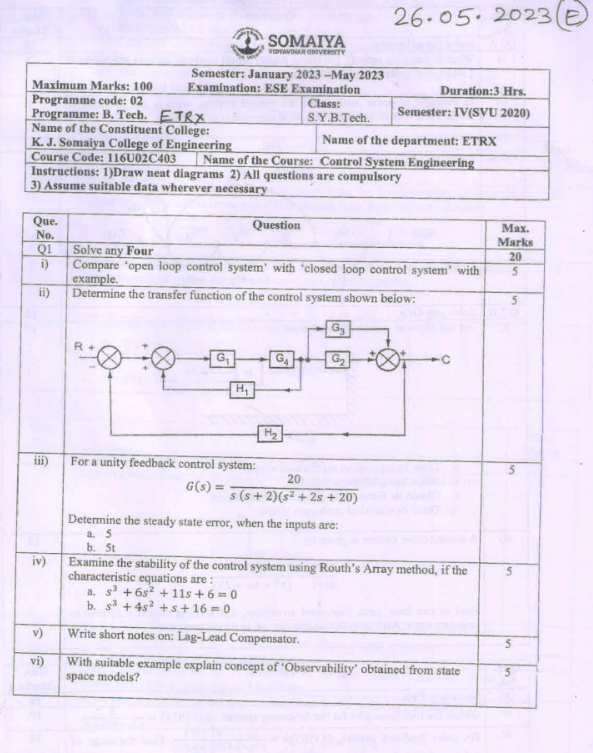 26.05.2023 (E)
SOMAIYA
VIDYAVIHAR UNIVERSITY
Semester: January 2023 –May 2023
Maximum Marks: 100 Examination: ESE Examination Duration:3 Hrs.
Programme code: 02
Programme: B. Tech. ETRX
Class:
S.Y.B.Tech.
Semester: IV(SVU 2020)
Name of the Constituent College:
K. J. Somaiya College of Engineering
Name of the department: ETRX
Course Code: 116U02C403 Name of the Course: Control System Engineering
Instructions: 1)Draw neat diagrams 2) All questions are compulsory
3) Assume suitable data wherever necessary
Que. No. Question Max. Marks
Q1 Solve any Four 20
i) Compare 'open loop control system' with 'closed loop control system' with 5
example.
ii) Determine the transfer function of the control system shown below: 5
G3
R + − + + G1 G4 G2 + + C
H1
H2
iii) For a unity feedback control system: 5
G(s) = 20 / s (s + 2)(s² + 2s + 20)
Determine the steady state error, when the inputs are:
a. 5
b. 5t
iv) Examine the stability of the control system using Routh's Array method, if the 5
characteristic equations are :
a. s³ + 6s² + 11s + 6 = 0
b. s³ + 4s² + s + 16 = 0
v) Write short notes on: Lag-Lead Compensator. 5
vi) With suitable example explain concept of 'Observability' obtained from state 5
space models?